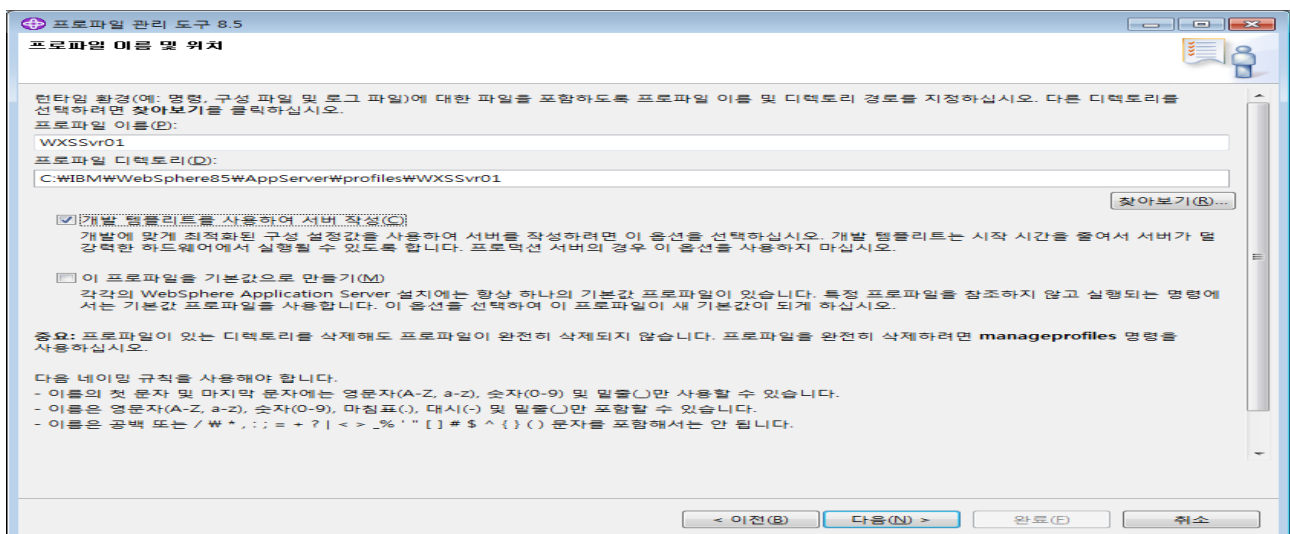 프로파일 관리 도구 8.5
프로파일 이름 및 위치
런타임 환경(예: 명령, 구성 파일 및 로그 파일)에 대한 파일을 포함하도록 프로파일 이름 및 디렉토리 경로를 지정하십시오. 다른 디렉토리를
선택하려면 찾아보기를 클릭하십시오.
프로파일 이름(P):
WXSSvr01
프로파일 디렉토리(D):
C:₩IBM₩WebSphere85₩AppServer₩profiles₩WXSSvr01
찾아보기(R)...
개발 템플리트를 사용하여 서버 작성(C)
개발에 맞게 최적화된 구성 설정값을 사용하여 서버를 작성하려면 이 옵션을 선택하십시오. 개발 템플리트는 시작 시간을 줄여서 서버가 덜
강력한 하드웨어에서 실행될 수 있도록 합니다. 프로덕션 서버의 경우 이 옵션을 사용하지 마십시오.
이 프로파일을 기본값으로 만들기(M)
각각의 WebSphere Application Server 설치에는 항상 하나의 기본값 프로파일이 있습니다. 특정 프로파일을 참조하지 않고 실행되는 명령에
서는 기본값 프로파일을 사용합니다. 이 옵션을 선택하여 이 프로파일이 새 기본값이 되게 하십시오.
중요: 프로파일이 있는 디렉토리를 삭제해도 프로파일이 완전히 삭제되지 않습니다. 프로파일을 완전히 삭제하려면 manageprofiles 명령을
사용하십시오.
다음 네이밍 규칙을 사용해야 합니다.
- 이름의 첫 문자 및 마지막 문자에는 영문자(A-Z, a-z), 숫자(0-9) 및 밑줄(_)만 사용할 수 있습니다.
- 이름은 영문자(A-Z, a-z), 숫자(0-9), 마침표(.), 대시(-) 및 밑줄(_)만 포함할 수 있습니다.
- 이름은 공백 또는 / ₩ * , : ; = + ? | < > _% ' " [ ] # $ ^ { } ( ) 문자를 포함해서는 안 됩니다.
< 이전(B)
다음(N) >
완료(F)
취소